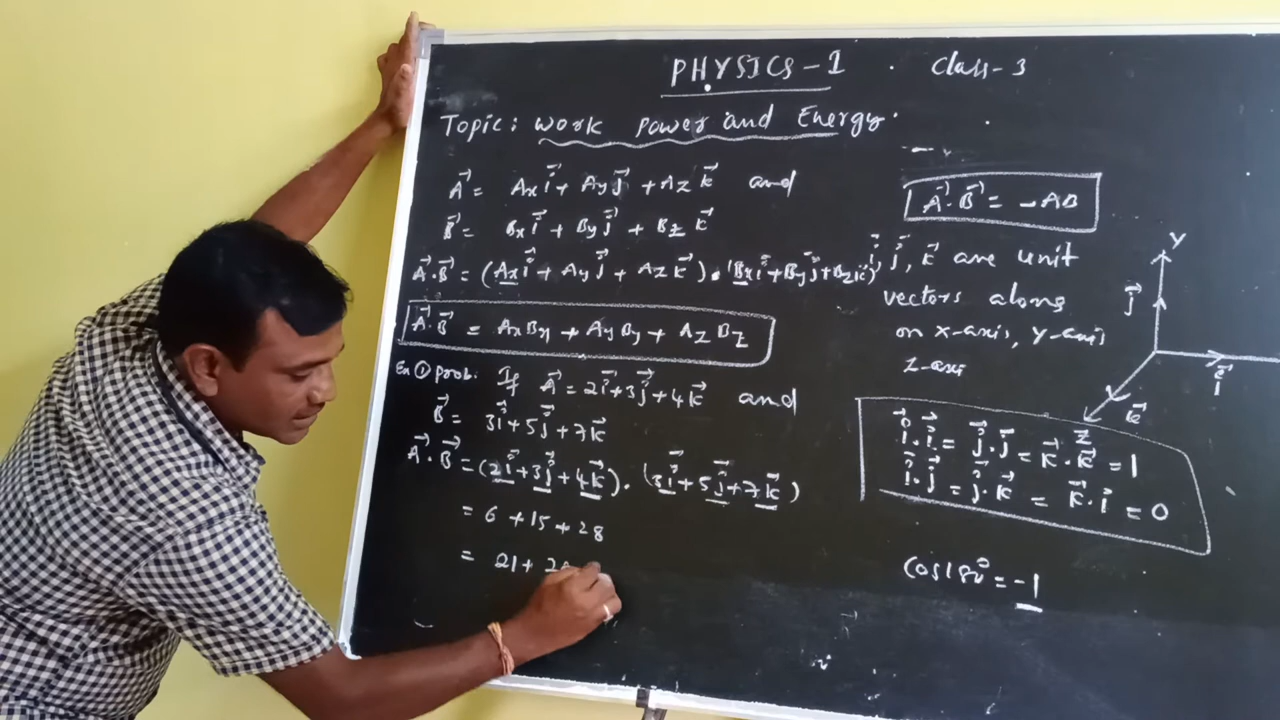 PHYSICS-1 . Class-3
Topic: Work Power and Energy.
A⃗ = Ax i⃗ + Ay j⃗ + Az k⃗ and
B⃗ = Bx i⃗ + By j⃗ + Bz k⃗
A⃗·B⃗ = (Ax i⃗ + Ay j⃗ + Az k⃗) · (Bx i⃗ + By j⃗ + Bz k⃗)
A⃗·B⃗ = AxBx + AyBy + AzBz
Ex ① prob: If A⃗ = 2i⃗ + 3j⃗ + 4k⃗ and
B⃗ = 3i⃗ + 5j⃗ + 7k⃗
A⃗·B⃗ = (2i⃗ + 3j⃗ + 4k⃗) · (3i⃗ + 5j⃗ + 7k⃗)
= 6 + 15 + 28
= 21 + 2
A⃗·B⃗ = -AB
i⃗, j⃗, k⃗ are unit
vectors along
on x-axis, Y-axis
Z-axis
Y
j⃗
i⃗
k⃗
Z
i⃗·i⃗ = j⃗·j⃗ = k⃗·k⃗ = 1
i⃗·j⃗ = j⃗·k⃗ = k⃗·i⃗ = 0
Cos180° = -1